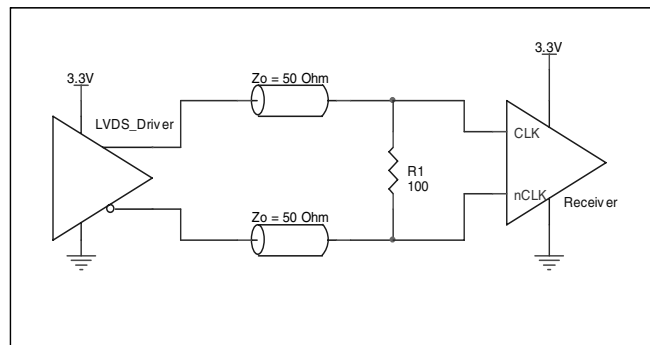 3.3V
3.3V
Zo = 50 Ohm
LVDS_Driver
CLK
R1
100
nCLK
Receiver
Zo = 50 Ohm